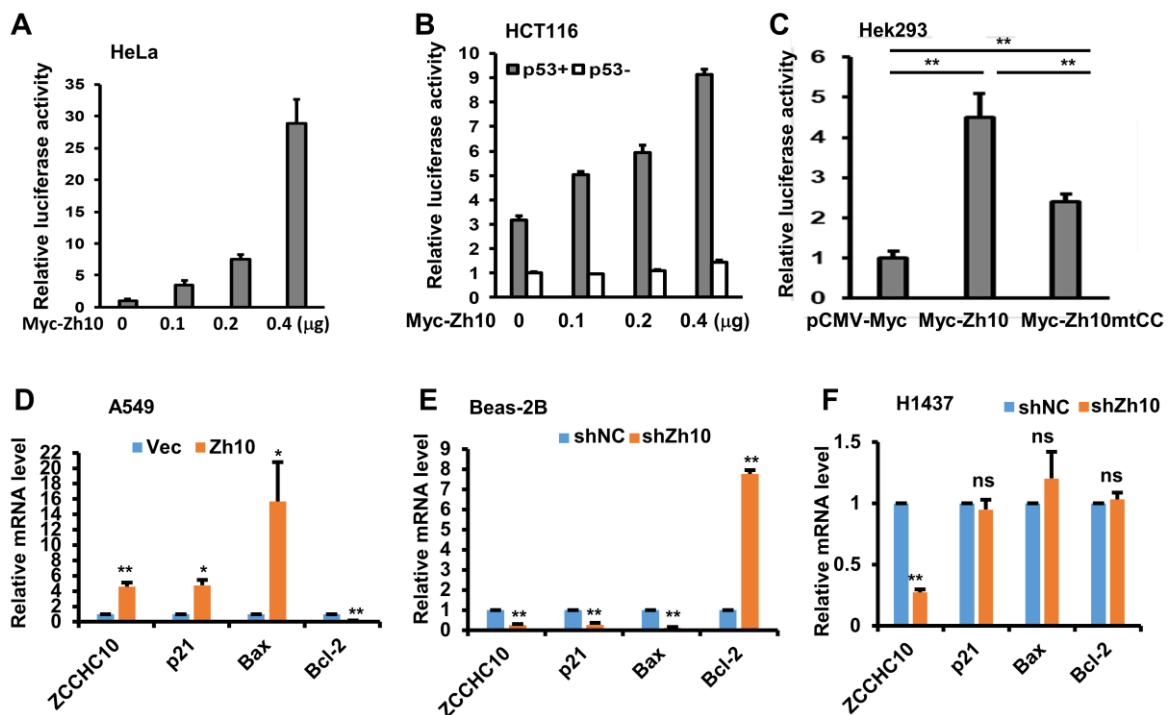 A
HeLa
Relative luciferase activity
35
30
25
20
15
10
5
0
Myc-Zh10 0 0.1 0.2 0.4 (μg)
B
HCT116
p53+ p53-
Relative luciferase activity
10
9
8
7
6
5
4
3
2
1
0
Myc-Zh10 0 0.1 0.2 0.4 (μg)
C
Hek293
**
** **
Relative luciferase activity
6
5
4
3
2
1
0
pCMV-Myc Myc-Zh10 Myc-Zh10mtCC
D
A549
Vec Zh10
Relative mRNA level
22
20
18
16
14
12
10
8
6
4
2
0
** * * **
ZCCHC10 p21 Bax Bcl-2
E
Beas-2B
shNC shZh10
Relative mRNA level
9
8
7
6
5
4
3
2
1
0
** ** ** **
ZCCHC10 p21 Bax Bcl-2
F
H1437
shNC shZh10
Relative mRNA level
1.5
1
0.5
0
** ns ns ns
ZCCHC10 p21 Bax Bcl-2